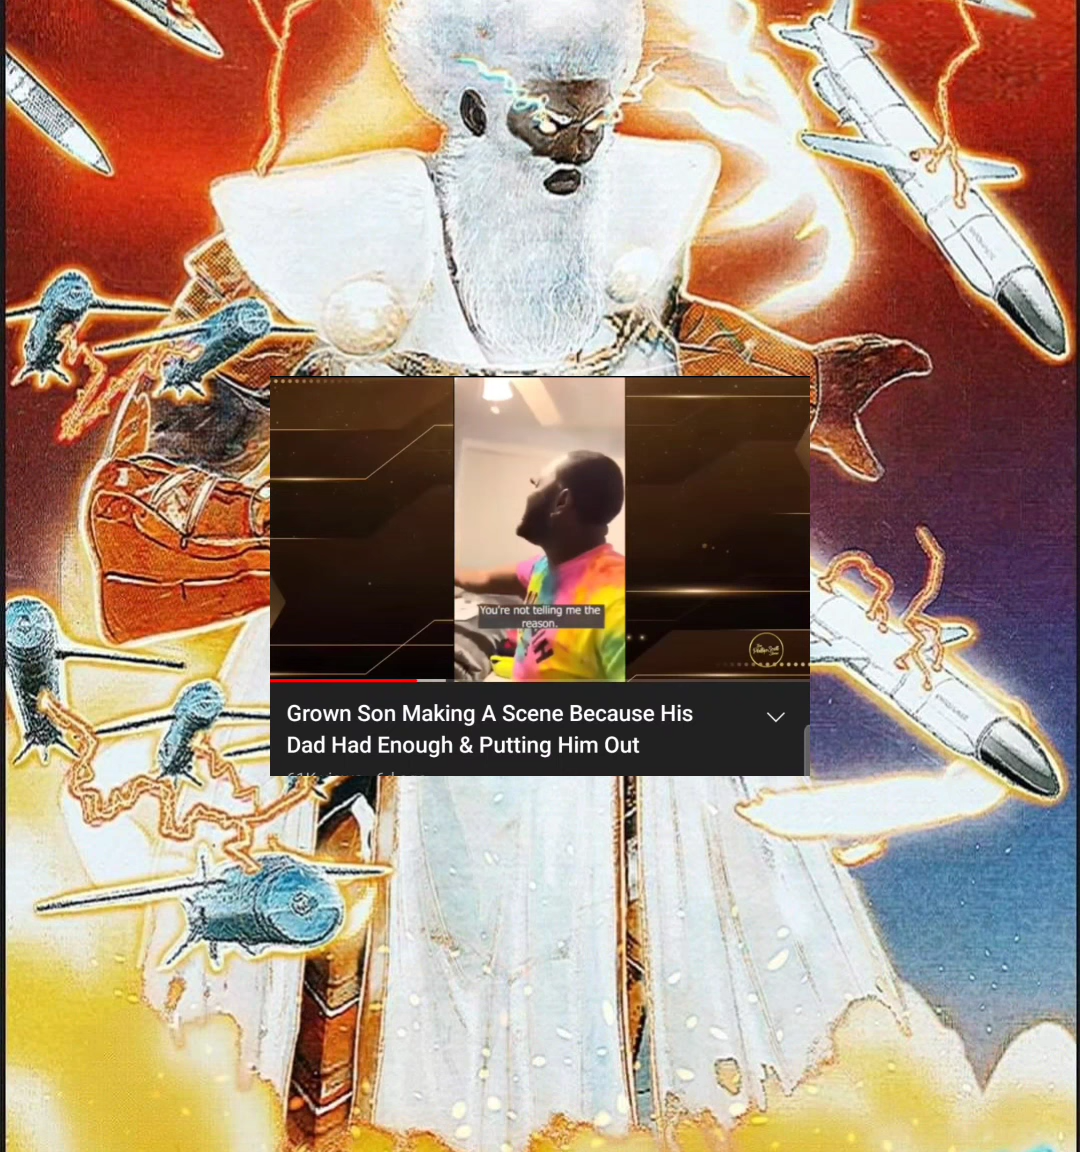 You're not telling me the
reason.
Grown Son Making A Scene Because His
Dad Had Enough & Putting Him Out